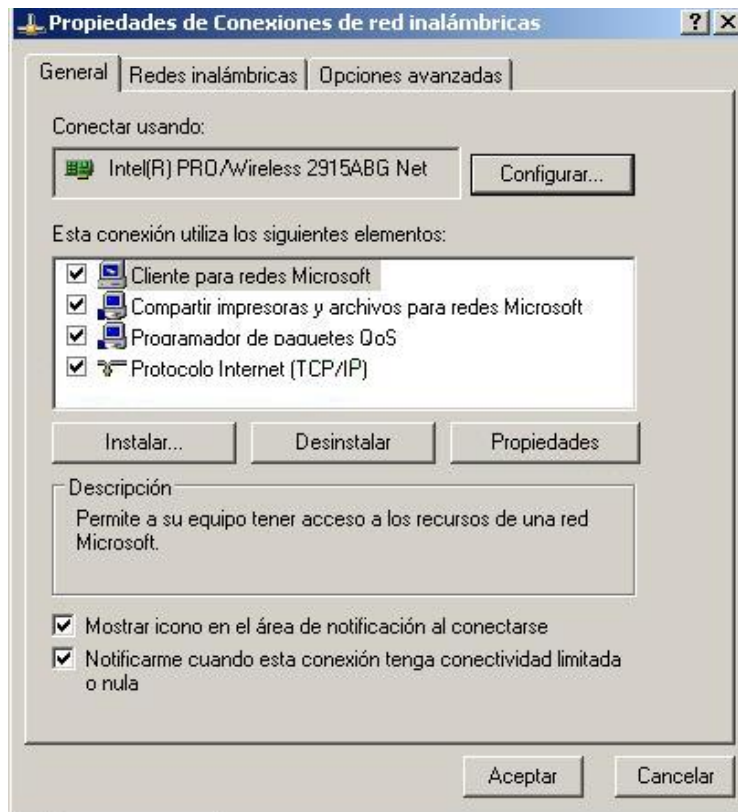 Propiedades de Conexiones de red inalámbricas
General
Redes inalámbricas
Opciones avanzadas
Conectar usando:
Intel(R) PRO/Wireless 2915ABG Net
Configurar...
Esta conexión utiliza los siguientes elementos:
Cliente para redes Microsoft
Compartir impresoras y archivos para redes Microsoft
Programador de paquetes QoS
Protocolo Internet (TCP/IP)
Instalar...
Desinstalar
Propiedades
Descripción
Permite a su equipo tener acceso a los recursos de una red
Microsoft.
Mostrar icono en el área de notificación al conectarse
Notificarme cuando esta conexión tenga conectividad limitada
o nula
Aceptar
Cancelar